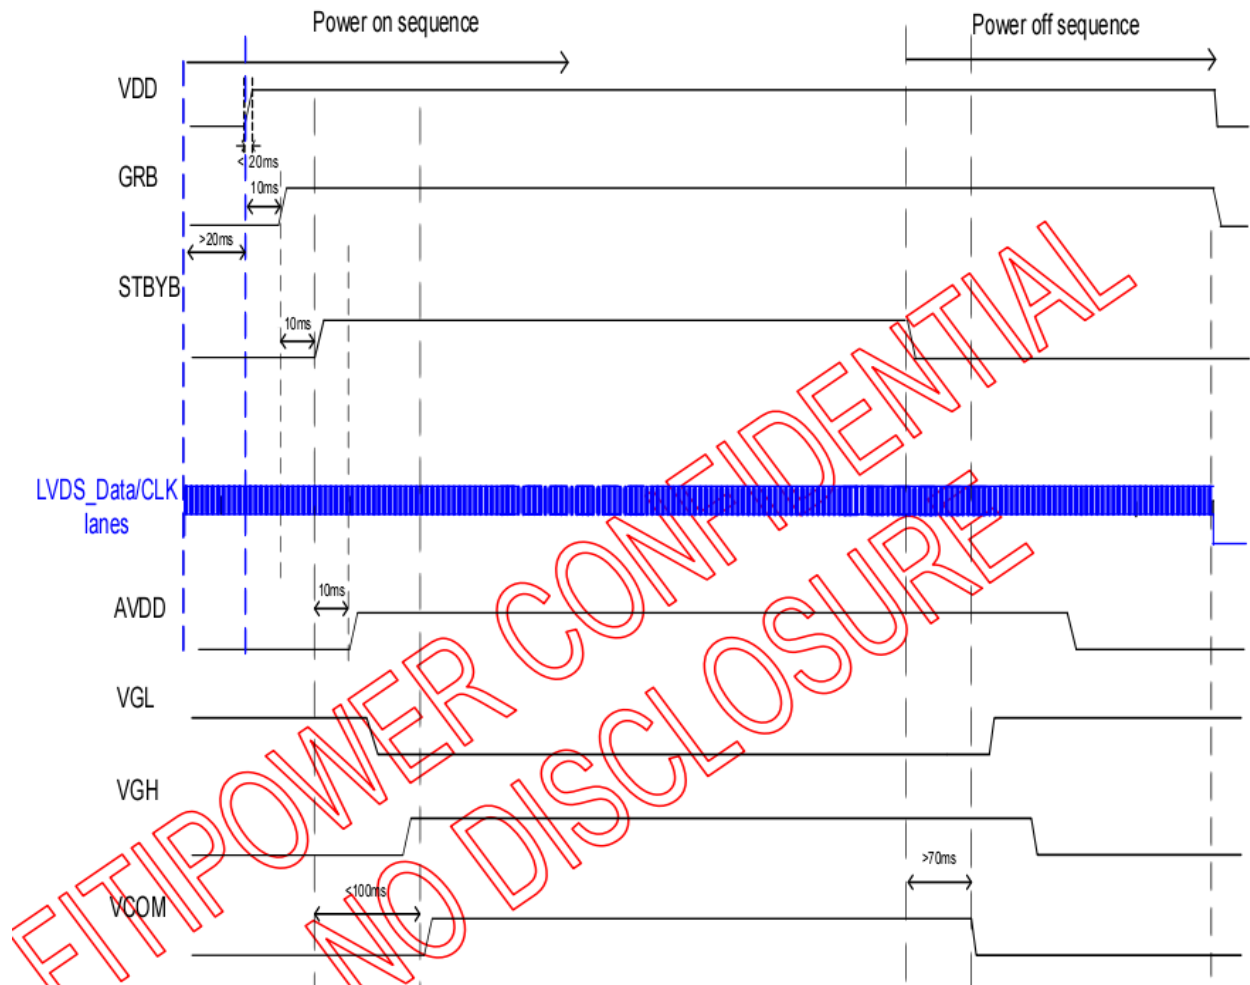 Power on sequence
Power off sequence
VDD
< 20ms
GRB
10ms
>20ms
STBYB
10ms
LVDS_Data/CLK
lanes
10ms
AVDD
VGL
VGH
>70ms
<100ms
VCOM
FITIPOWER CONFIDENTIAL
NO DISCLOSURE